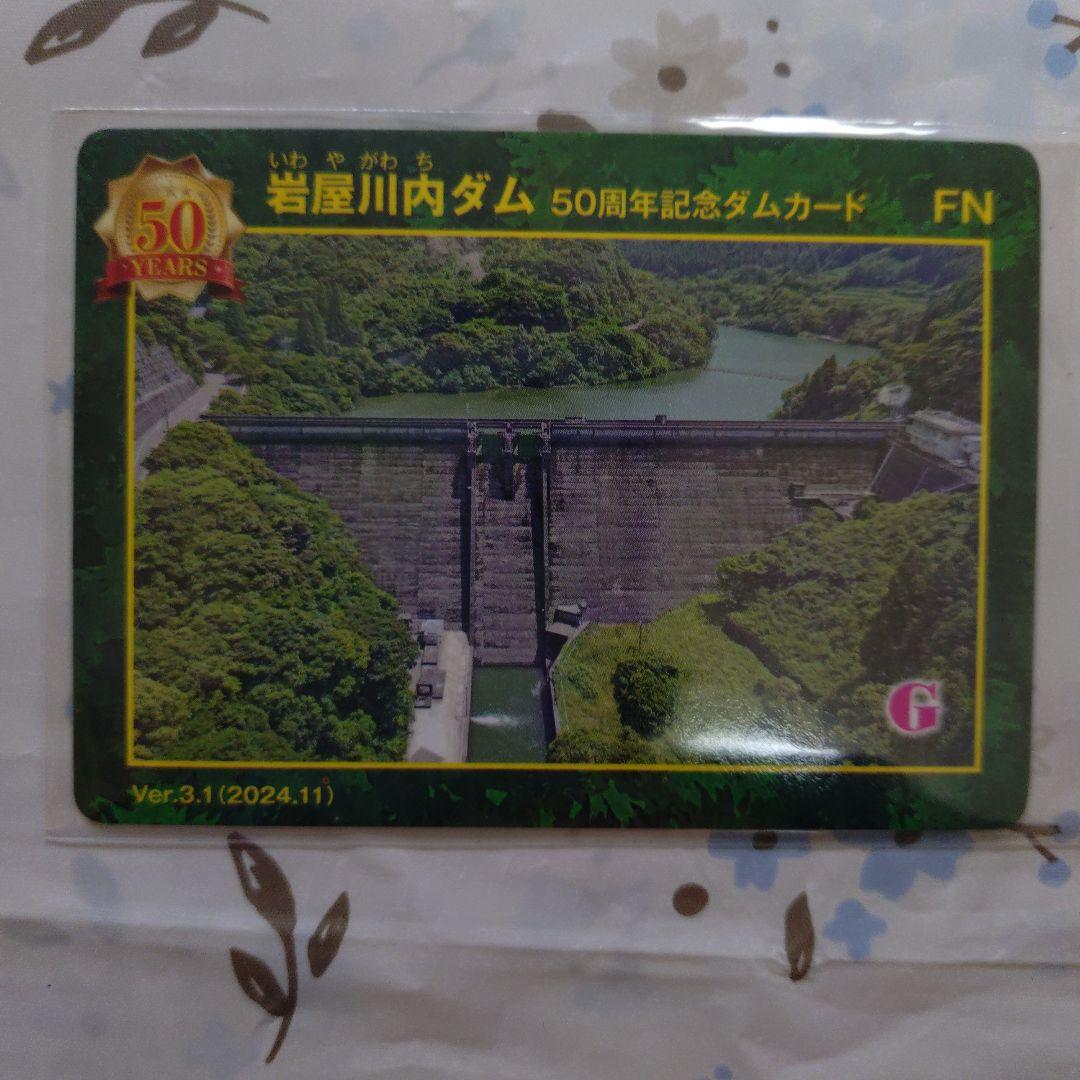 いわ や がわ ち
岩屋川内ダム 50周年記念ダムカード FN
50
YEARS
G
Ver.3.1(2024.11)